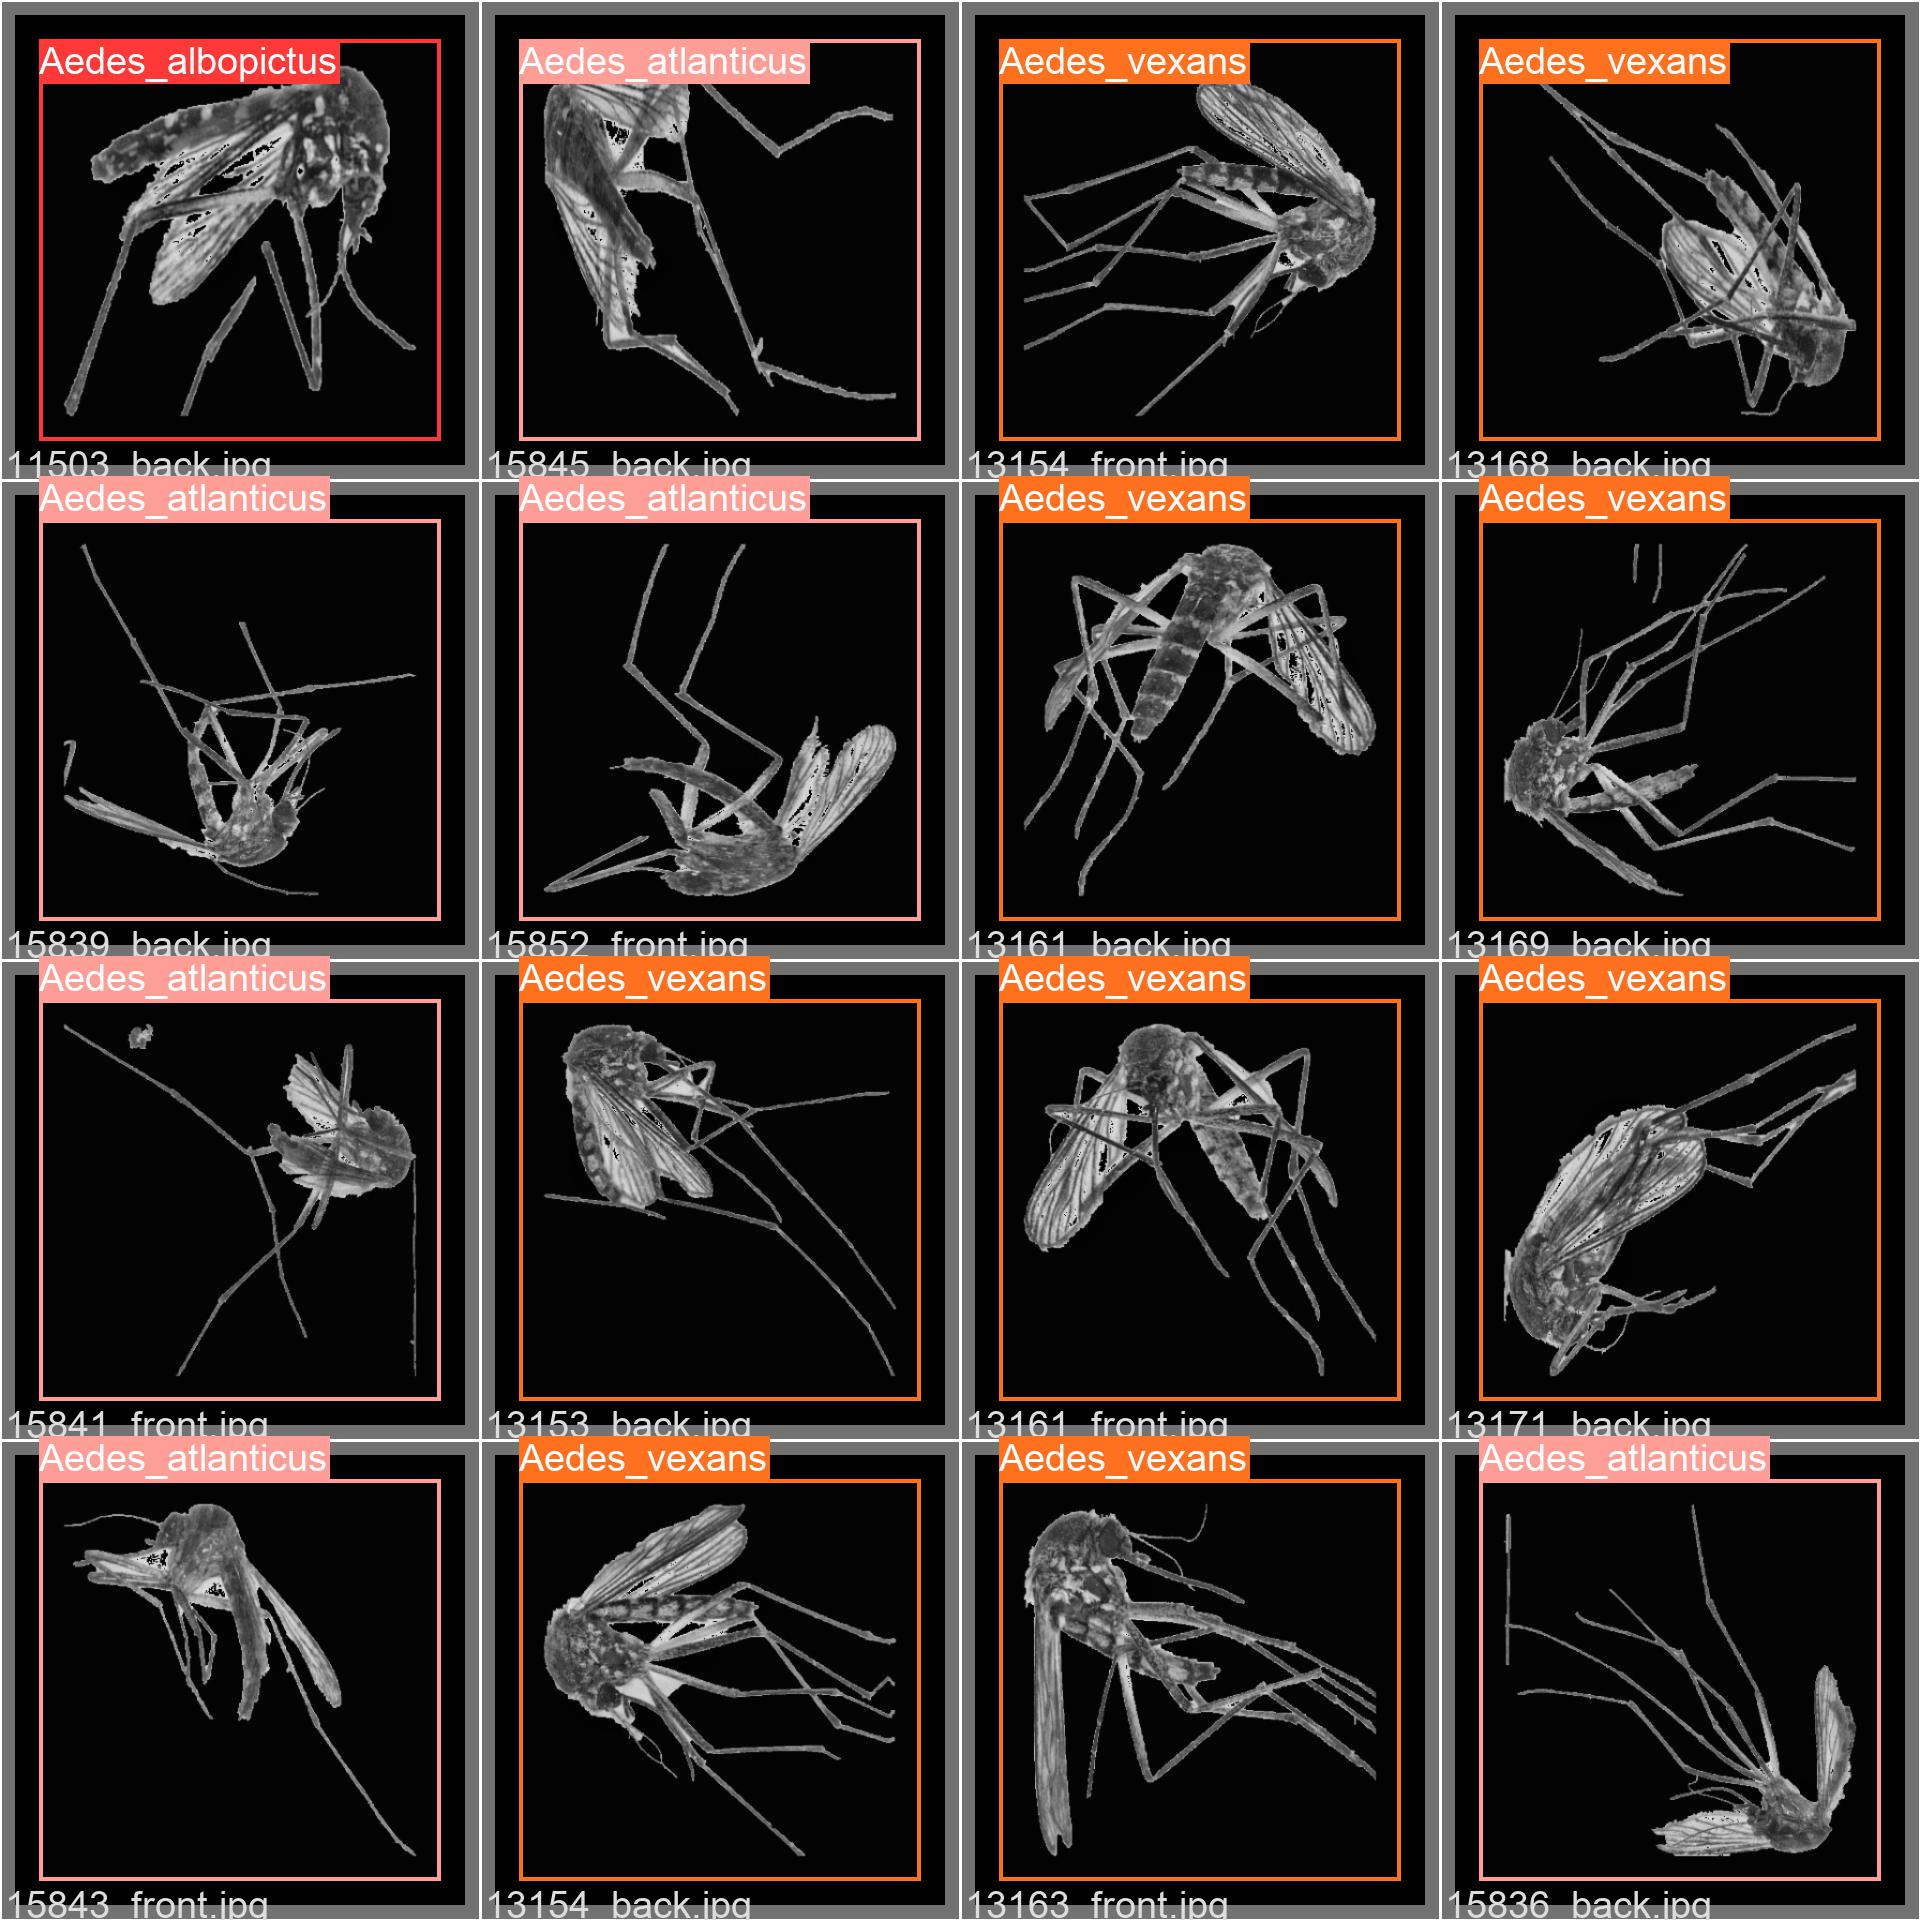 Aedes_albopictus
Aedes_atlanticus
Aedes_vexans
Aedes_vexans
11503_back.jpg
15845_back.jpg
13154_front.jpg
13168_back.jpg
Aedes_atlanticus
Aedes_atlanticus
Aedes_vexans
Aedes_vexans
15839_back.jpg
15852_front.jpg
13161_back.jpg
13169_back.jpg
Aedes_atlanticus
Aedes_vexans
Aedes_vexans
Aedes_vexans
15841_front.jpg
13153_back.jpg
13161_front.jpg
13171_back.jpg
Aedes_atlanticus
Aedes_vexans
Aedes_vexans
Aedes_atlanticus
15843_front.jpg
13154_back.jpg
13163_front.jpg
15836_back.jpg